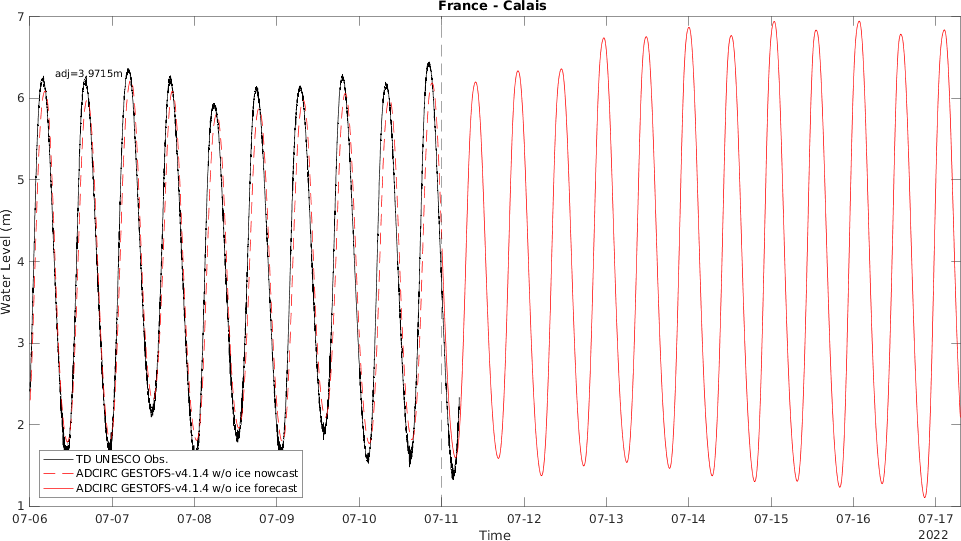 France - Calais
7
adj=3.9715m
6
5
Water Level (m)
4
3
2
TD UNESCO Obs.
ADCIRC GESTOFS-v4.1.4 w/o ice nowcast
ADCIRC GESTOFS-v4.1.4 w/o ice forecast
1
07-06 07-07 07-08 07-09 07-10 07-11 07-12 07-13 07-14 07-15 07-16 07-17
Time
2022